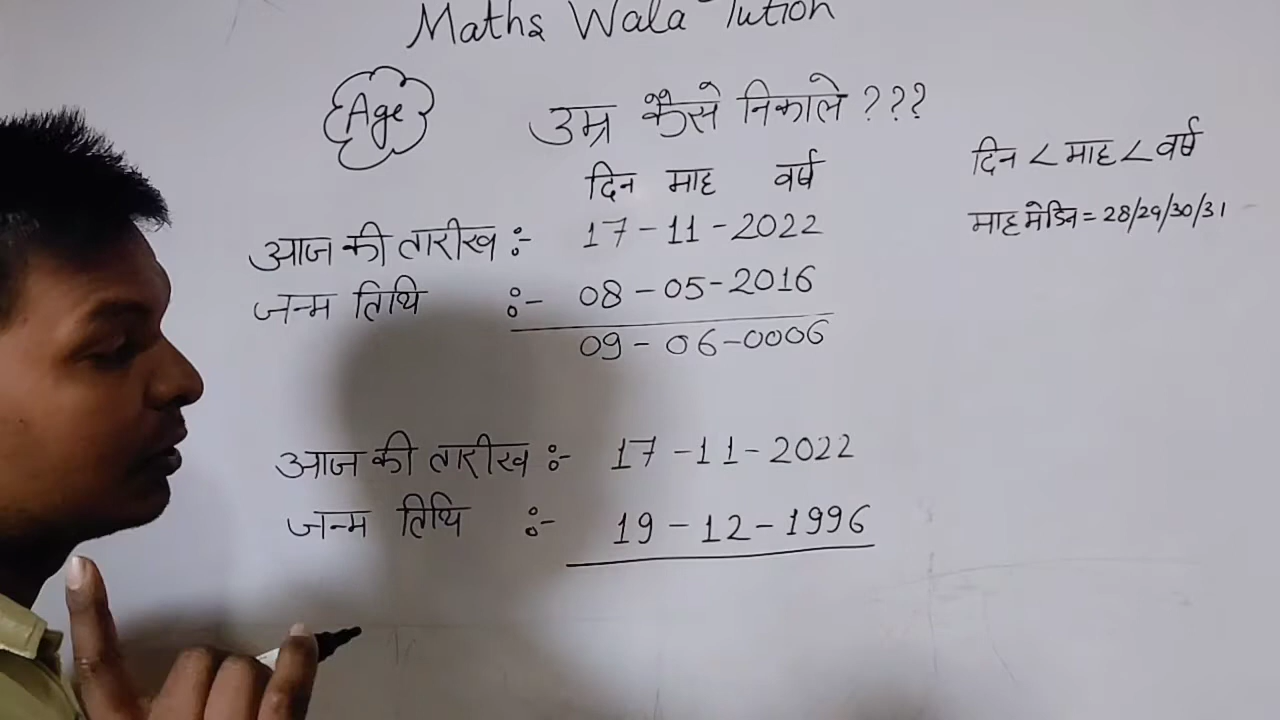 Maths Wala Tution
Age
उम्र कैसे निकाले ???
दिन माह वर्ष
आज की तारीख :- 17-11-2022
जन्म तिथि :- 08-05-2016
09-06-0006
दिन < माह < वर्ष
माह मे दिन = 28/29/30/31
आज की तारीख :- 17-11-2022
जन्म तिथि :- 19-12-1996